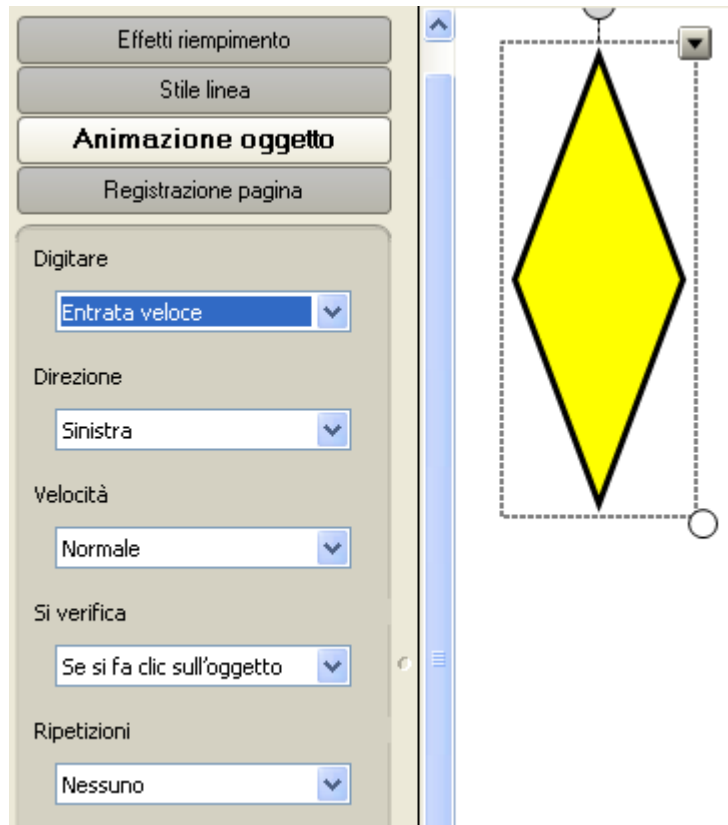 Effetti riempimento
Stile linea
Animazione oggetto
Registrazione pagina
Digitare
Entrata veloce
Direzione
Sinistra
Velocità
Normale
Si verifica
Se si fa clic sull'oggetto
Ripetizioni
Nessuno